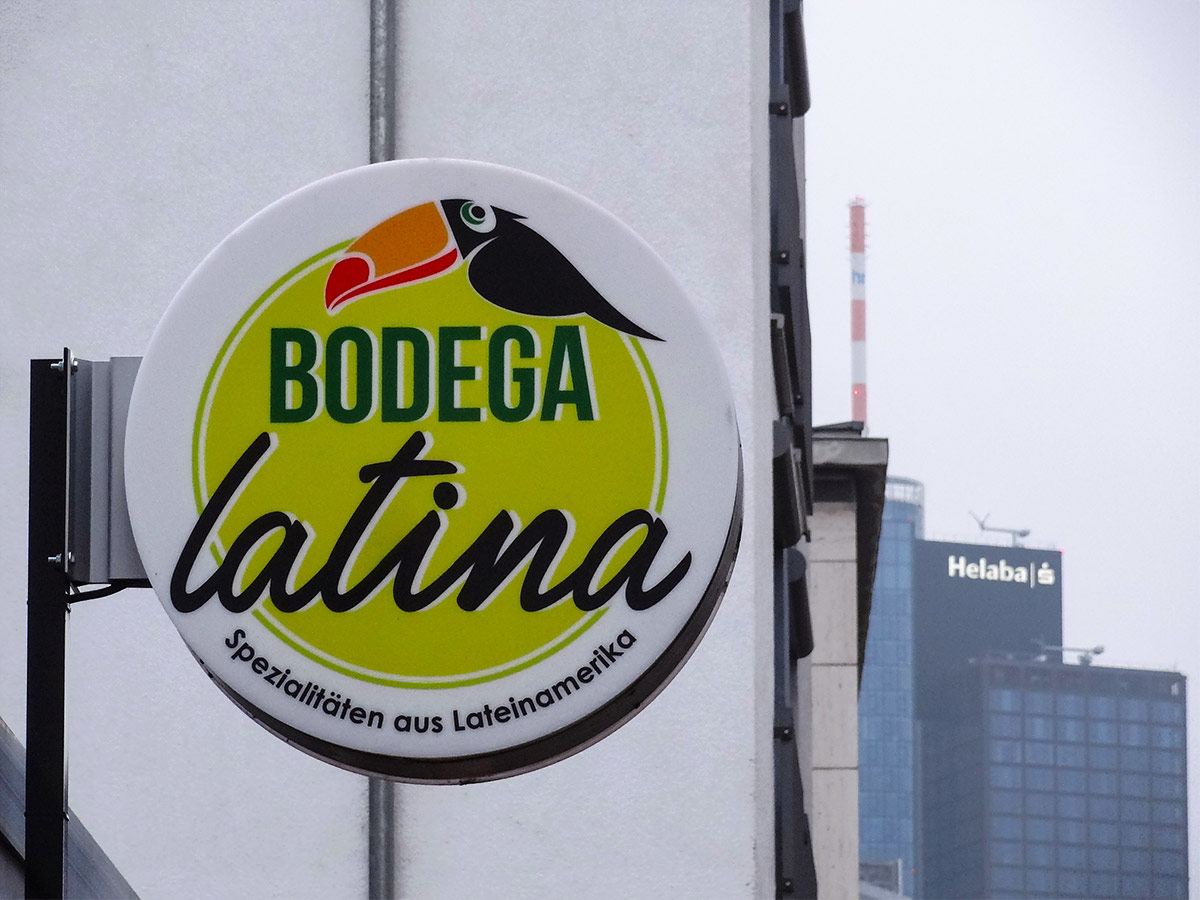 BODEGA
latina
Spezialitäten aus Lateinamerika
Helaba